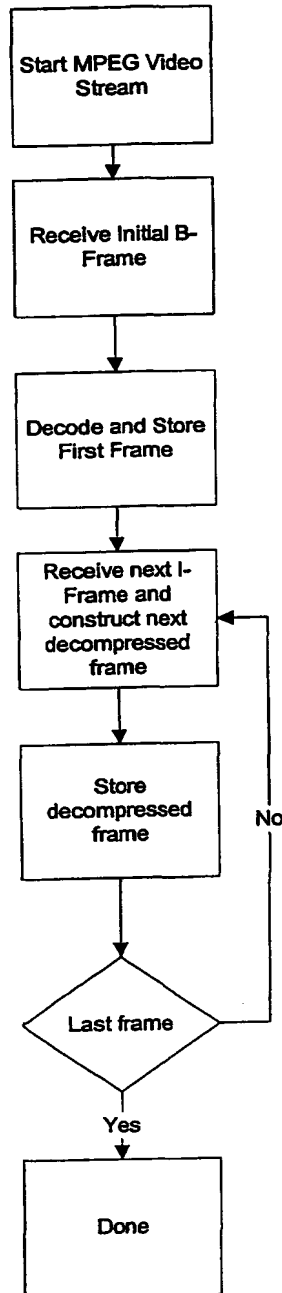 Start MPEG Video
Stream
Receive Initial B-
Frame
Decode and Store
First Frame
Receive next I-
Frame and
construct next
decompressed
frame
Store
decompressed
frame
No
Last frame
Yes
Done